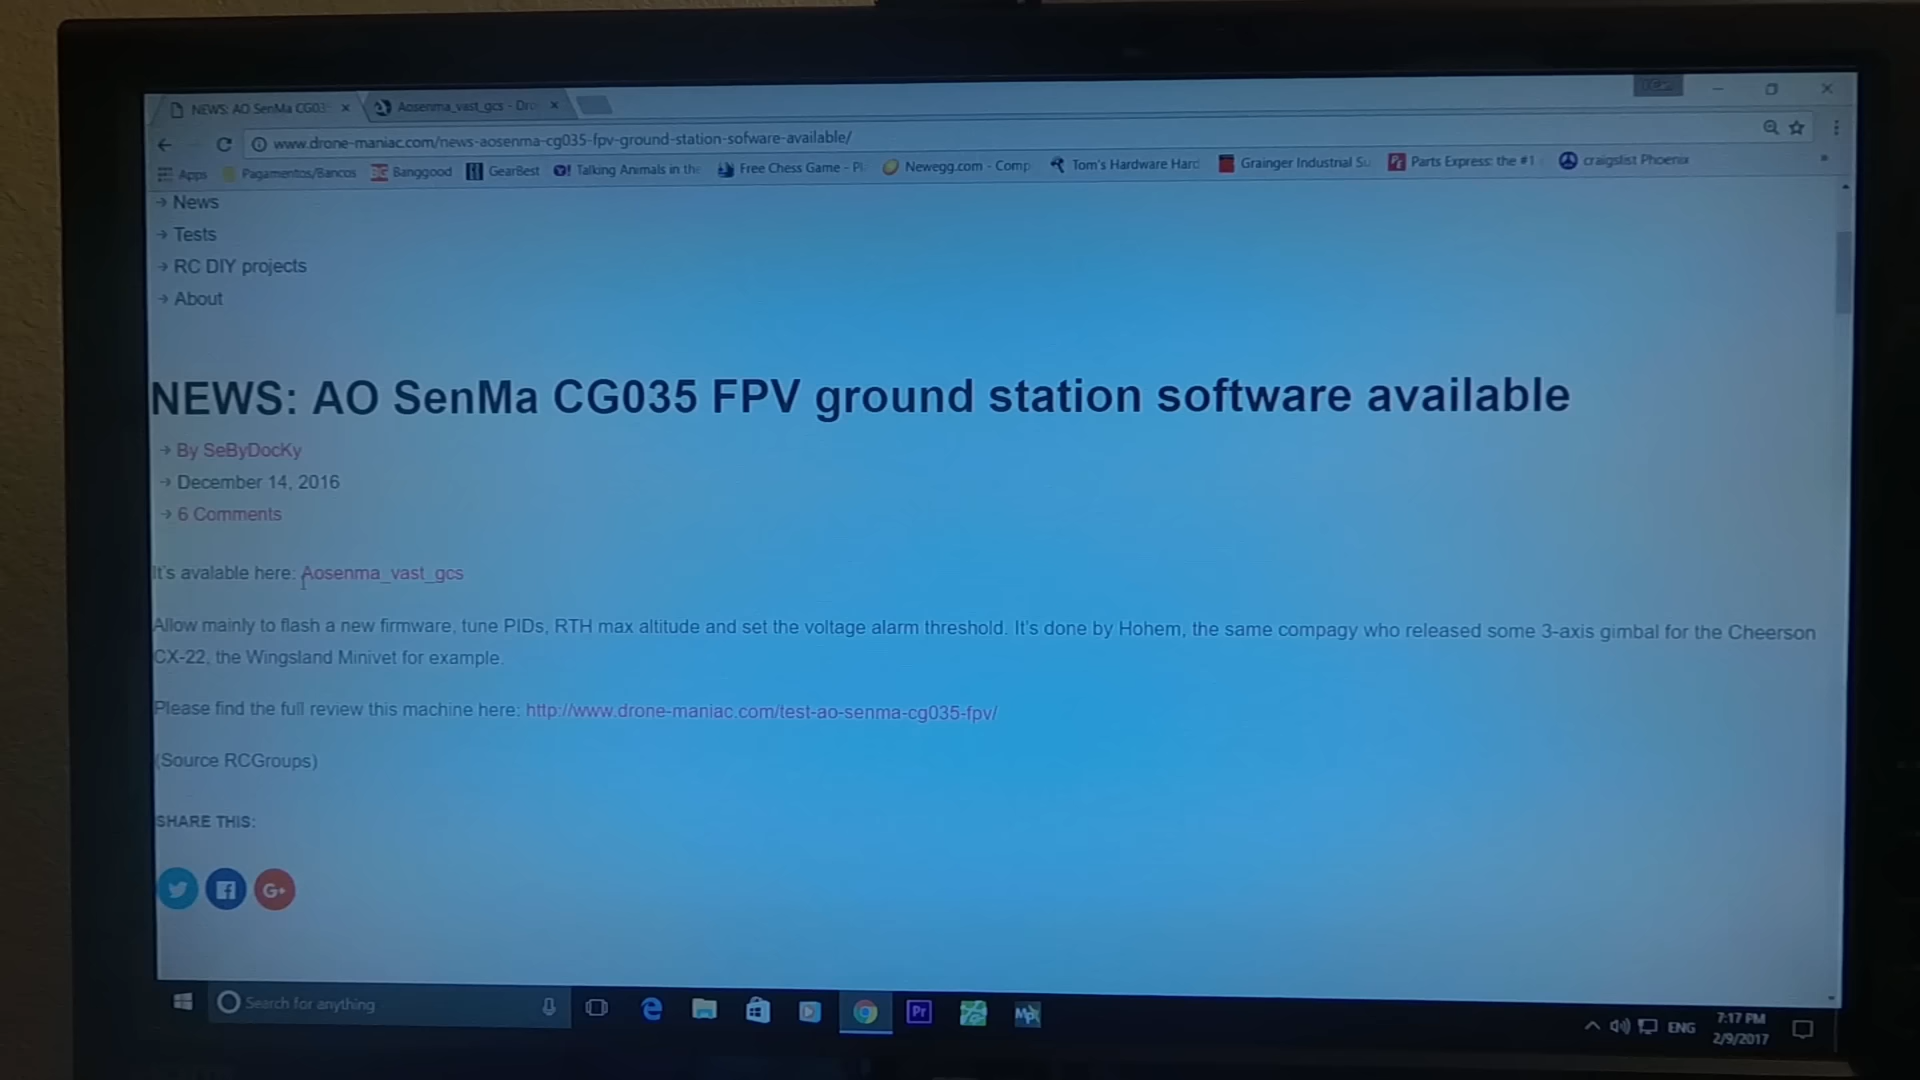 NEWS: AO SenMa CG035
Aosenma_vast_gcs - Dro
www.drone-maniac.com/news-aosenma-cg035-fpv-ground-station-sofware-available/
Apps Pagamentos/Bancos Banggood GearBest Talking Animals in the Free Chess Game - Pl Newegg.com - Comp Tom's Hardware Hard Grainger Industrial Su Parts Express: the #1 craigslist Phoenix
→ News
→ Tests
→ RC DIY projects
→ About
NEWS: AO SenMa CG035 FPV ground station software available
→ By SeByDocKy
→ December 14, 2016
→ 6 Comments
It's avalable here: Aosenma_vast_gcs
Allow mainly to flash a new firmware, tune PIDs, RTH max altitude and set the voltage alarm threshold. It's done by Hohem, the same compagy who released some 3-axis gimbal for the Cheerson
CX-22, the Wingsland Minivet for example.
Please find the full review this machine here: http://www.drone-maniac.com/test-ao-senma-cg035-fpv/
(Source RCGroups)
SHARE THIS:
G+
Search for anything
Pr
Mp
ENG
7:17 PM
2/9/2017